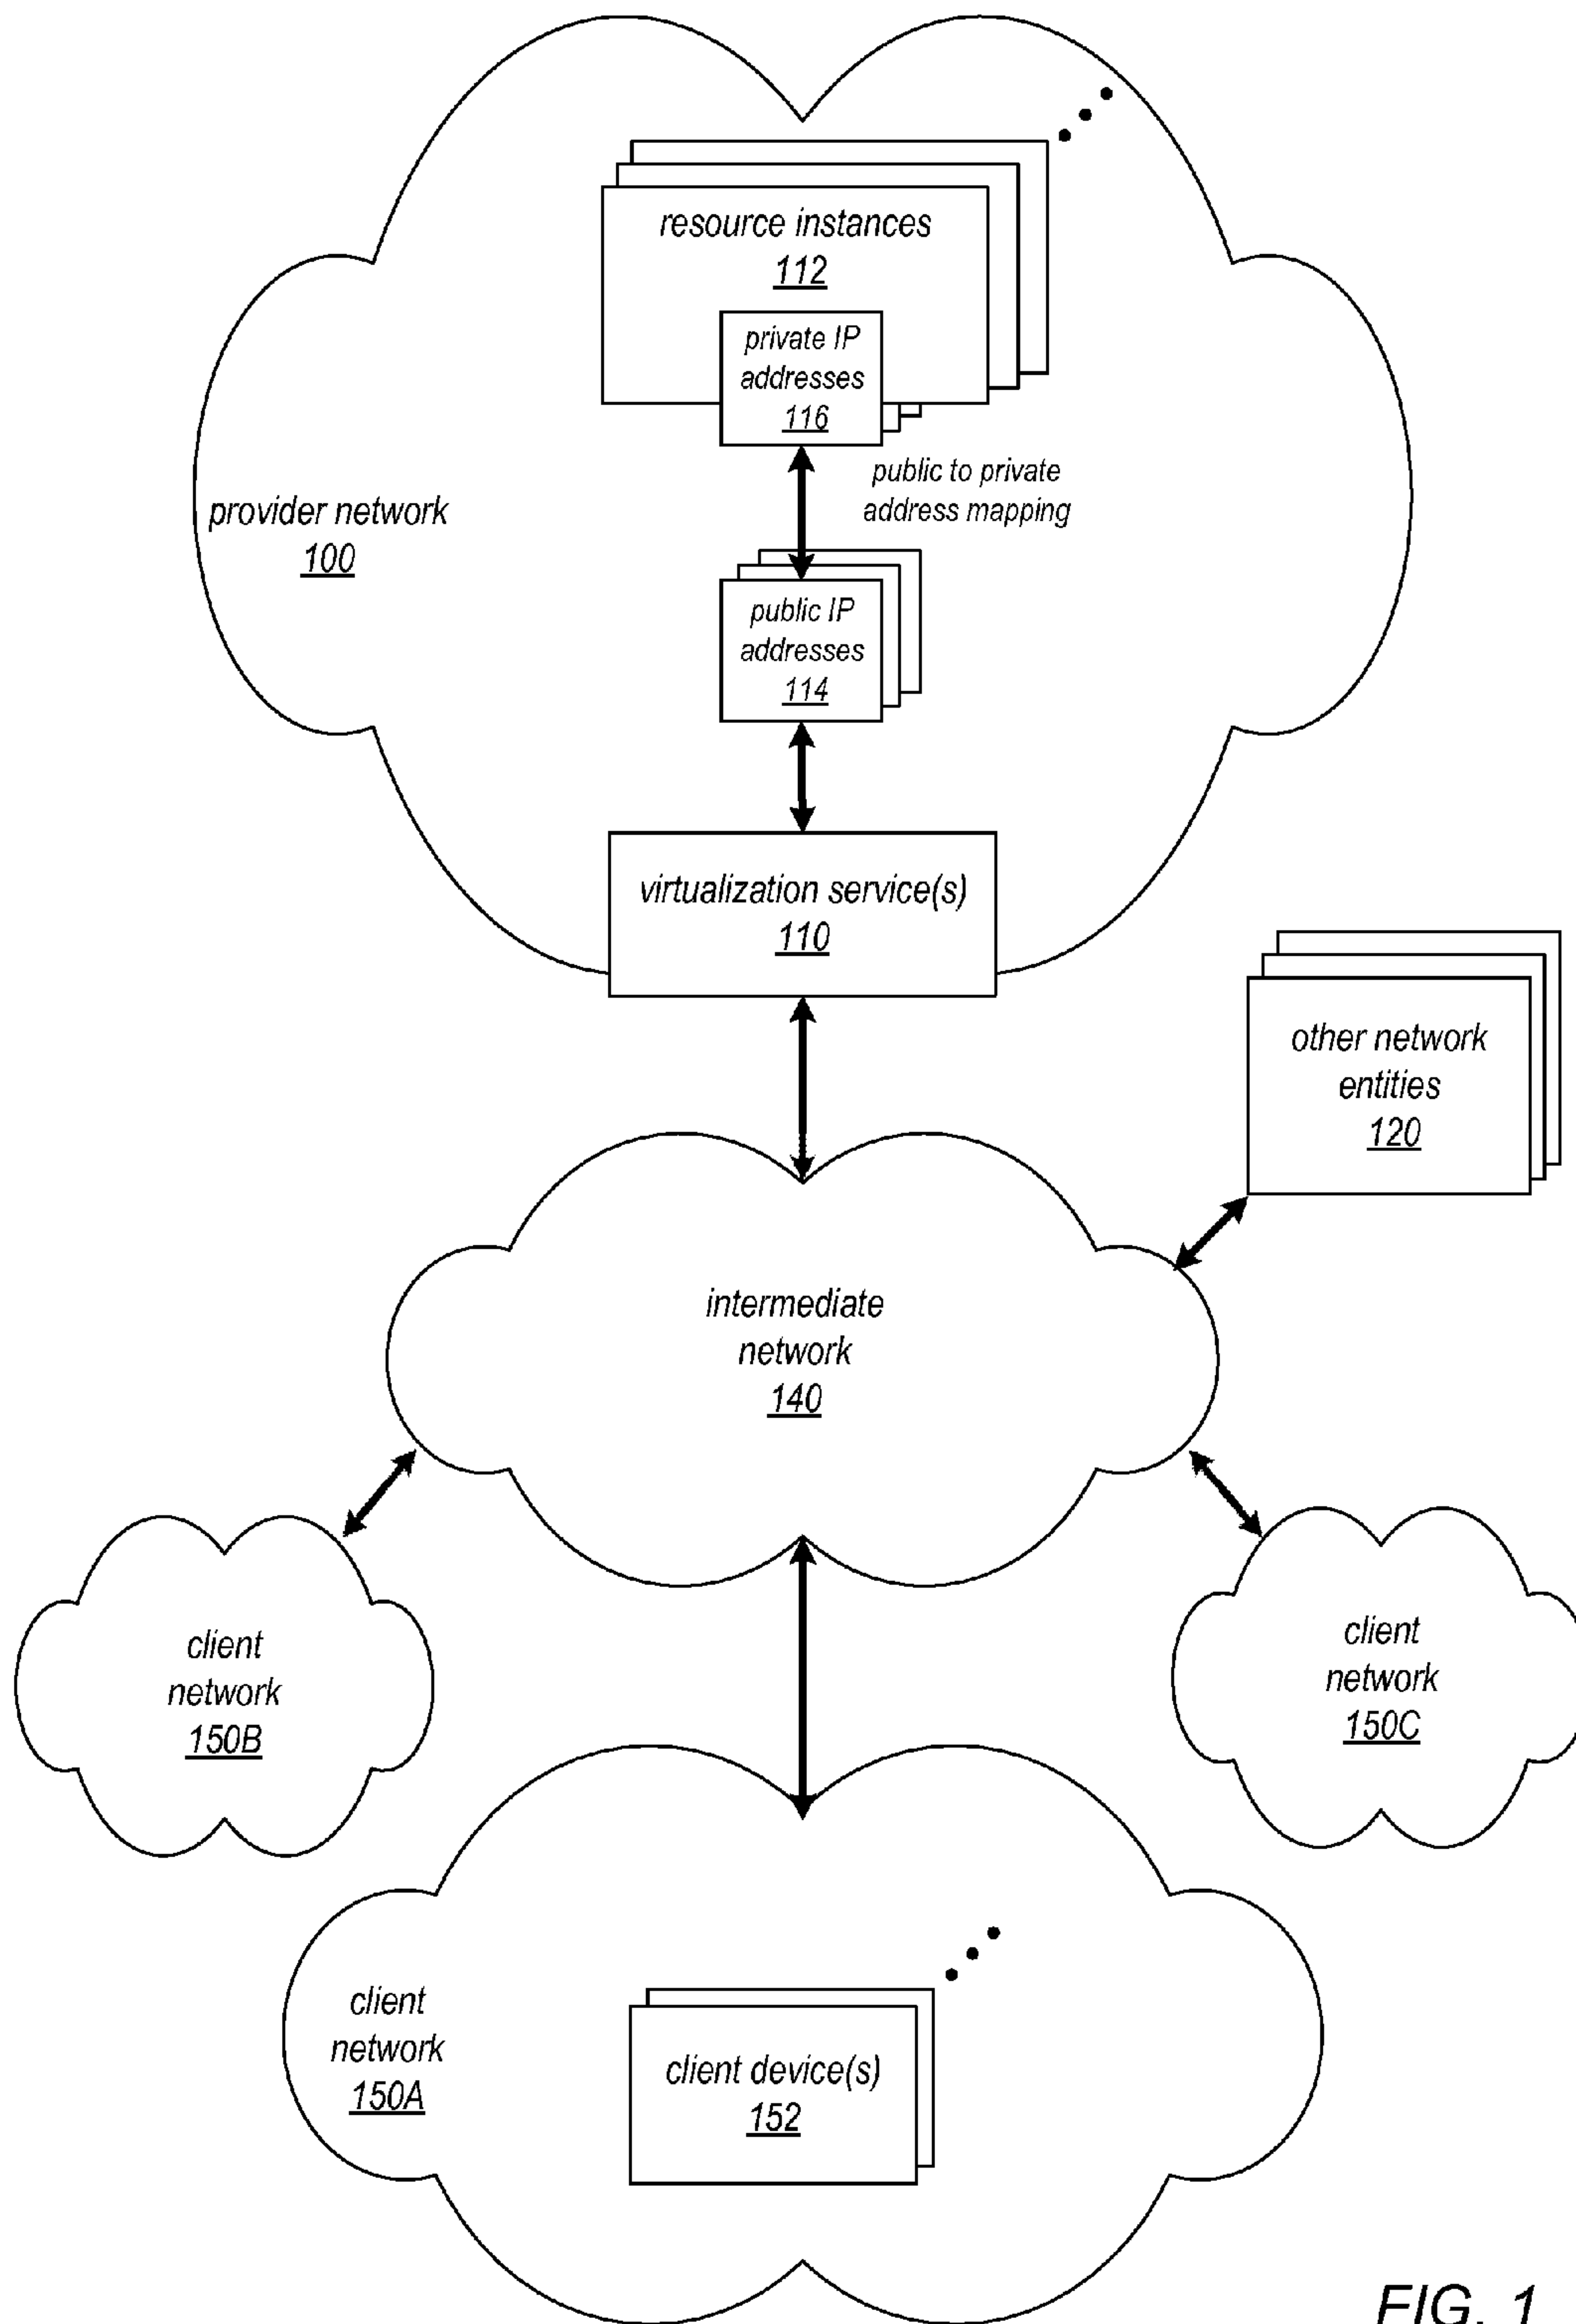 resource instances
112
private IP
addresses
116
public to private
address mapping
provider network
100
public IP
addresses
114
virtualization service(s)
110
other network
entities
120
intermediate
network
140
client
network
150B
client
network
150C
client
network
150A
client device(s)
152
FIG. 1